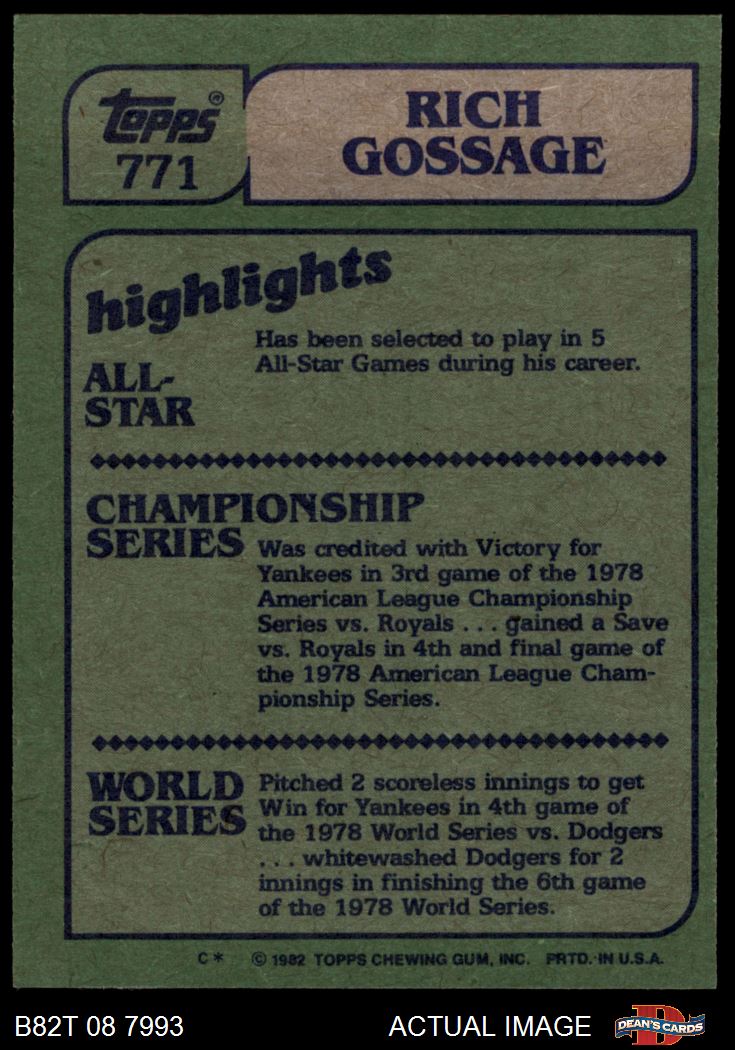 topps®
771
RICH
GOSSAGE
highlights
ALL-
STAR
Has been selected to play in 5
All-Star Games during his career.
CHAMPIONSHIP
SERIES
Was credited with Victory for
Yankees in 3rd game of the 1978
American League Championship
Series vs. Royals . . . gained a Save
vs. Royals in 4th and final game of
the 1978 American League Cham-
pionship Series.
WORLD
SERIES
Pitched 2 scoreless innings to get
Win for Yankees in 4th game of
the 1978 World Series vs. Dodgers
. . . whitewashed Dodgers for 2
innings in finishing the 6th game
of the 1978 World Series.
C* © 1982 TOPPS CHEWING GUM, INC. PRTD. IN U.S.A.
B82T 08 7993
ACTUAL IMAGE
D
DEAN'S CARDS